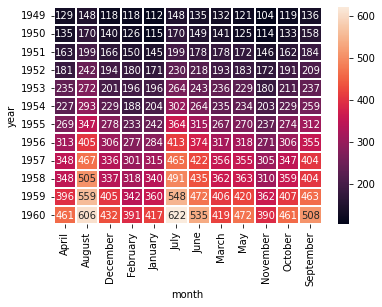 1949 129 148 118 118 112 148 135 132 121 104 119 136
1950 135 170 140 126 115 170 149 141 125 114 133 158
1951 163 199 166 150 145 199 178 178 172 146 162 184
1952 181 242 194 180 171 230 218 193 183 172 191 209
1953 235 272 201 196 196 264 243 236 229 180 211 237
1954 227 293 229 188 204 302 264 235 234 203 229 259
1955 269 347 278 233 242 364 315 267 270 237 274 312
1956 313 405 306 277 284 413 374 317 318 271 306 355
1957 348 467 336 301 315 465 422 356 355 305 347 404
1958 348 505 337 318 340 491 435 362 363 310 359 404
1959 396 559 405 342 360 548 472 406 420 362 407 463
1960 461 606 432 391 417 622 535 419 472 390 461 508
April August December February January July June March May November October September
month
year
600
500
400
300
200